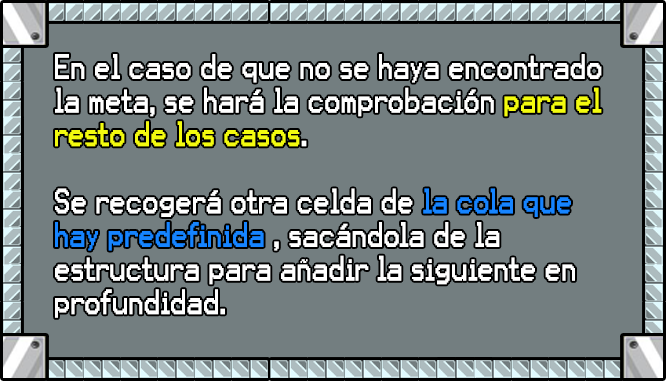 En el caso de que no se haya encontrado
la meta, se hará la comprobación para el
resto de los casos.
Se recogerá otra celda de la cola que
hay predefinida , sacándola de la
estructura para añadir la siguiente en
profundidad.